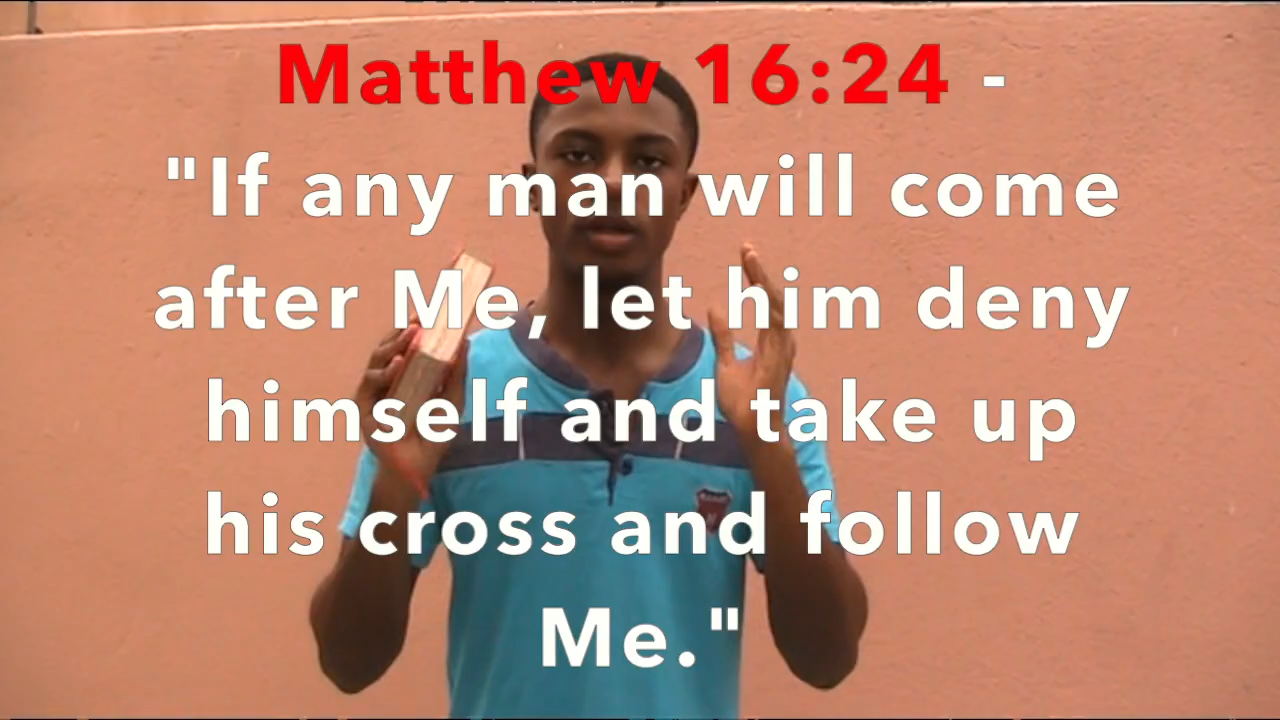 Matthew 16:24 -
"If any man will come
after Me, let him deny
himself and take up
his cross and follow
Me."